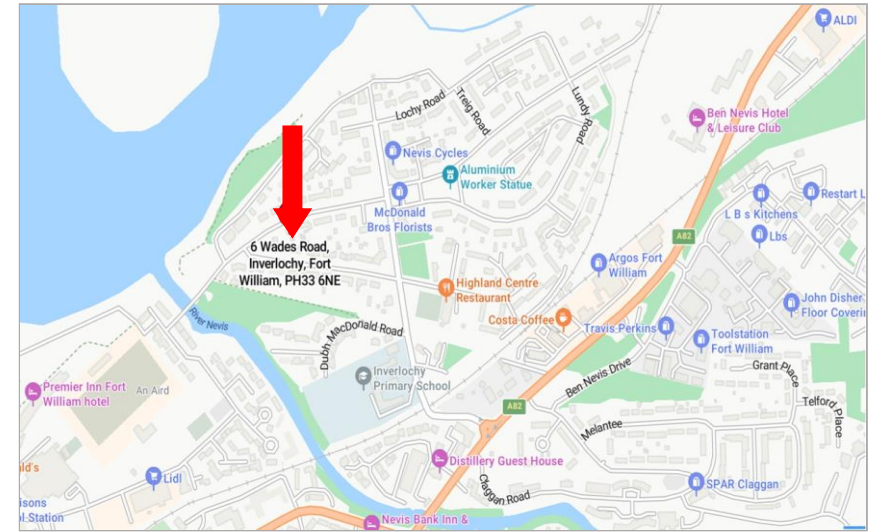 ALDI
Ben Nevis Hotel
& Leisure Club
Lochy Road
Treig Road
Lundy Road
Nevis Cycles
Aluminium
Worker Statue
McDonald
Bros Florists
Restart L
L B s Kitchens
Lbs
A82
6 Wades Road,
Inverlochy, Fort
William, PH33 6NE
Argos Fort
William
Highland Centre
Restaurant
Costa Coffee
John Disher
Floor Coverin
Travis Perkins
Toolstation
Fort William
River Nevis
Dubh MacDonald Road
Inverlochy
Primary School
Ben Nevis Drive
Grant Place
Telford Place
Premier Inn Fort
William hotel
An Aird
A82
Melantee
Distillery Guest House
ld's
Lidl
Claggan Road
SPAR Claggan
isons
l Station
Nevis Bank Inn &